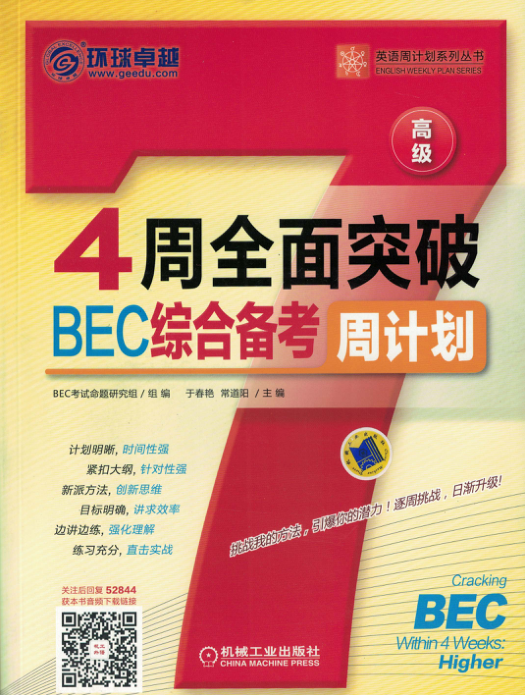 环球卓越
www.geedu.com
英语周计划系列丛书
ENGLISH WEEKLY PLAN SERIES
高级
4周全面突破
BEC综合备考 周计划
BEC考试命题研究组 / 组 编 于春艳 常道阳 / 主 编
计划明晰, 时间性强
紧扣大纲, 针对性强
新派方法, 创新思维
目标明确, 讲求效率
边讲边练, 强化理解
练习充分, 直击实战
挑战我的方法，引爆你的潜力！逐周挑战，日渐升级!
关注后回复 52844
获本书音频下载链接
Cracking
BEC
Within 4 Weeks:
Higher
机械工业出版社
CHINA MACHINE PRESS